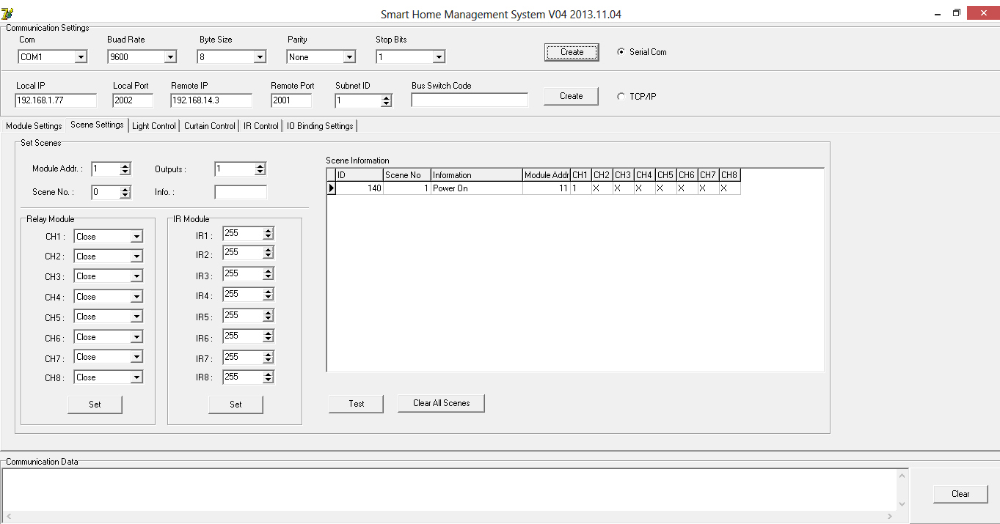 Smart Home Management System V04 2013.11.04
Communication Settings
Com Buad Rate Byte Size Parity Stop Bits
COM1 9600 8 None 1 Create Serial Com
Local IP Local Port Remote IP Remote Port Subnet ID Bus Switch Code
192.168.1.77 2002 192.168.14.3 2001 1 Create TCP/IP
Module Settings Scene Settings Light Control Curtain Control IR Control IO Binding Settings
Set Scenes
Module Addr. : 1 Outputs : 1
Scene No. : 0 Info. :
Relay Module
CH1 : Close
CH2 : Close
CH3 : Close
CH4 : Close
CH5 : Close
CH6 : Close
CH7 : Close
CH8 : Close
Set
IR Module
IR1 : 255
IR2 : 255
IR3 : 255
IR4 : 255
IR5 : 255
IR6 : 255
IR7 : 255
IR8 : 255
Set
Scene Information
ID Scene No Information Module Addr CH1 CH2 CH3 CH4 CH5 CH6 CH7 CH8
140 1 Power On 11 1 X X X X X X X
Test Clear All Scenes
Communication Data
Clear